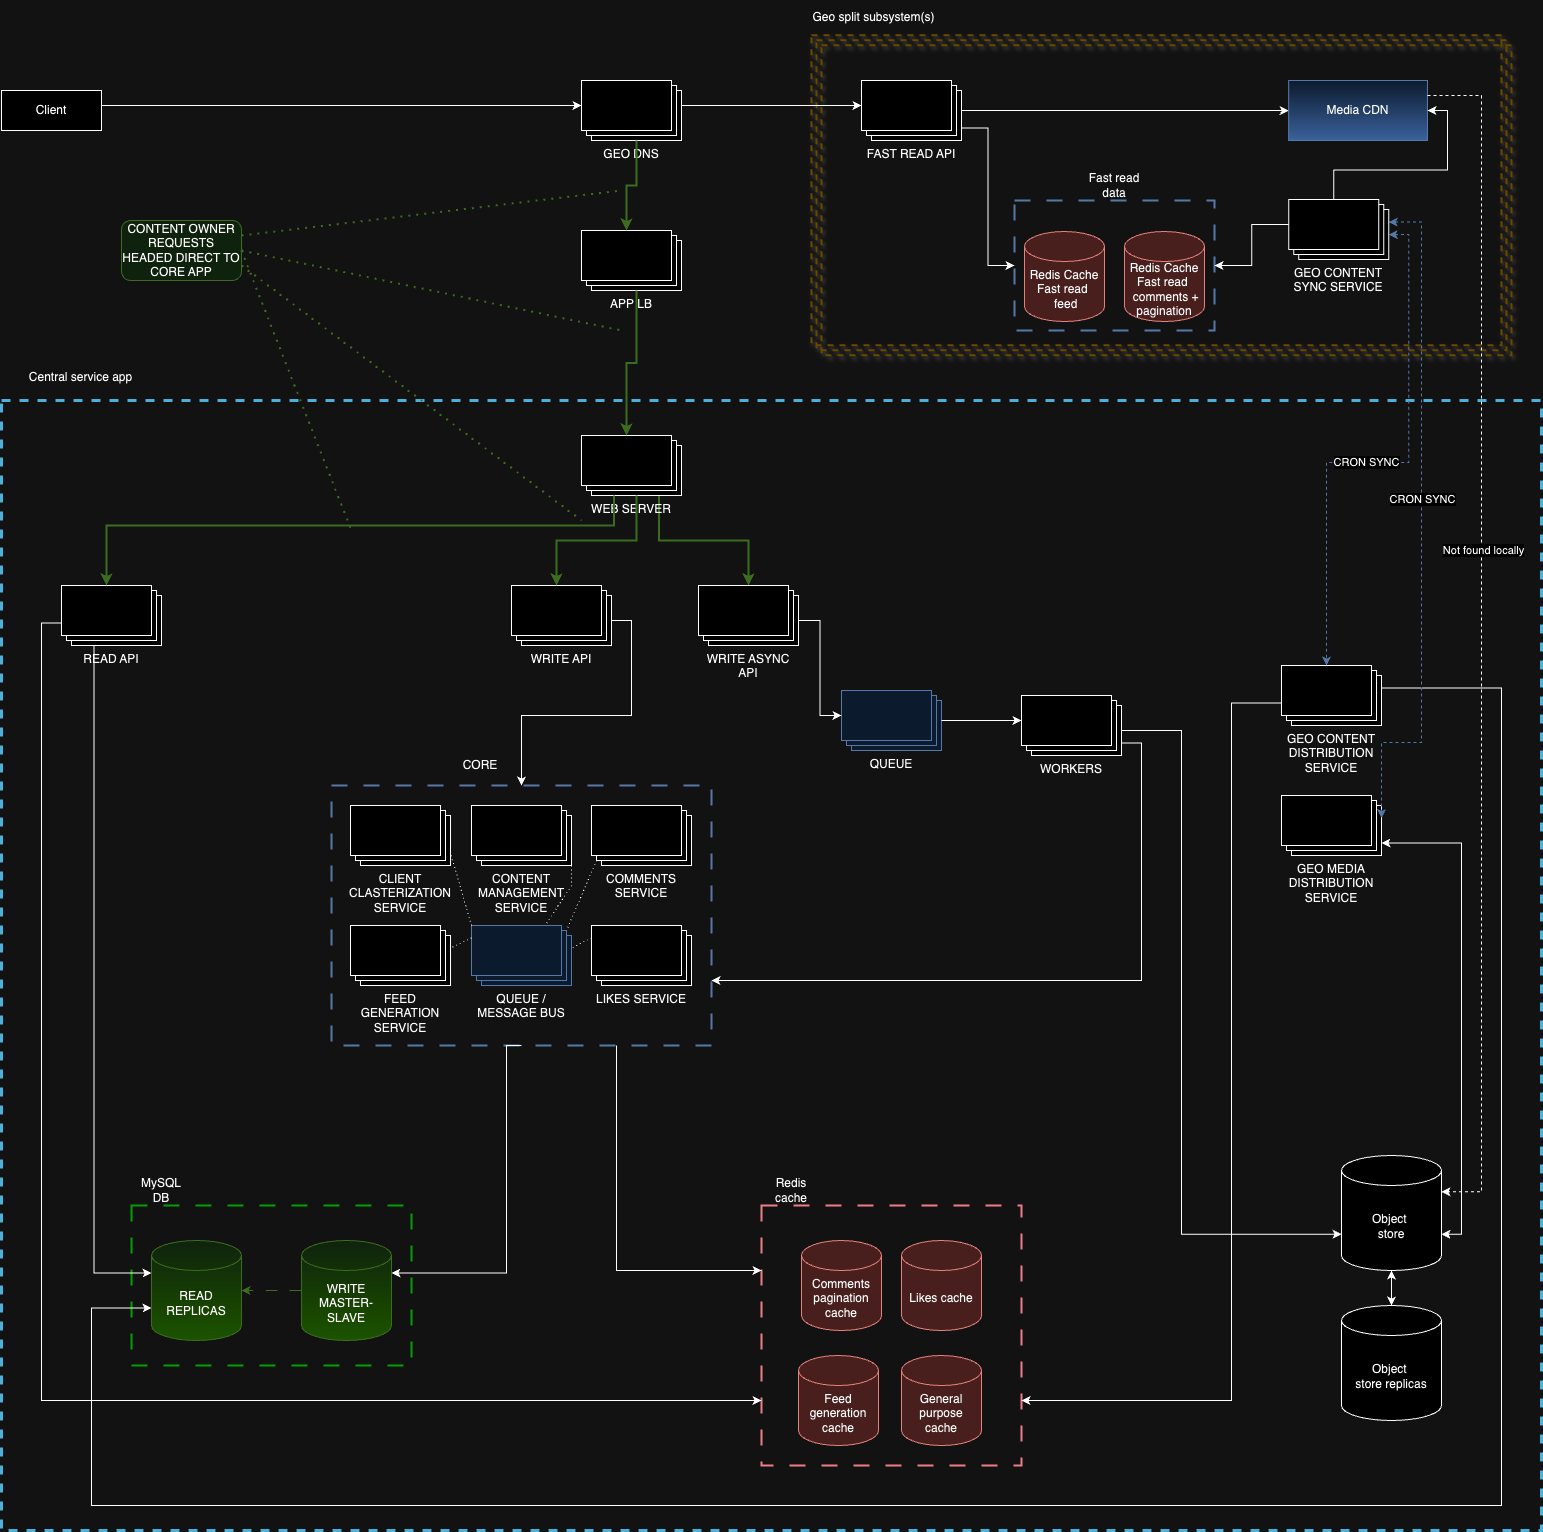 Geo split subsystem(s)
Client
GEO DNS
FAST READ API
Media CDN
Fast read
data
Redis Cache
Fast read
feed
Redis Cache
Fast read
comments +
pagination
GEO CONTENT
SYNC SERVICE
CONTENT OWNER
REQUESTS
HEADED DIRECT TO
CORE APP
APP LB
Central service app
WEB SERVER
CRON SYNC
CRON SYNC
Not found locally
READ API
WRITE API
WRITE ASYNC
API
QUEUE
WORKERS
GEO CONTENT
DISTRIBUTION
SERVICE
GEO MEDIA
DISTRIBUTION
SERVICE
CORE
CLIENT
CLASTERIZATION
SERVICE
CONTENT
MANAGEMENT
SERVICE
COMMENTS
SERVICE
FEED
GENERATION
SERVICE
QUEUE /
MESSAGE BUS
LIKES SERVICE
MySQL
DB
READ
REPLICAS
WRITE
MASTER-
SLAVE
Redis
cache
Comments
pagination
cache
Likes cache
Feed
generation
cache
General
purpose
cache
Object
store
Object
store replicas